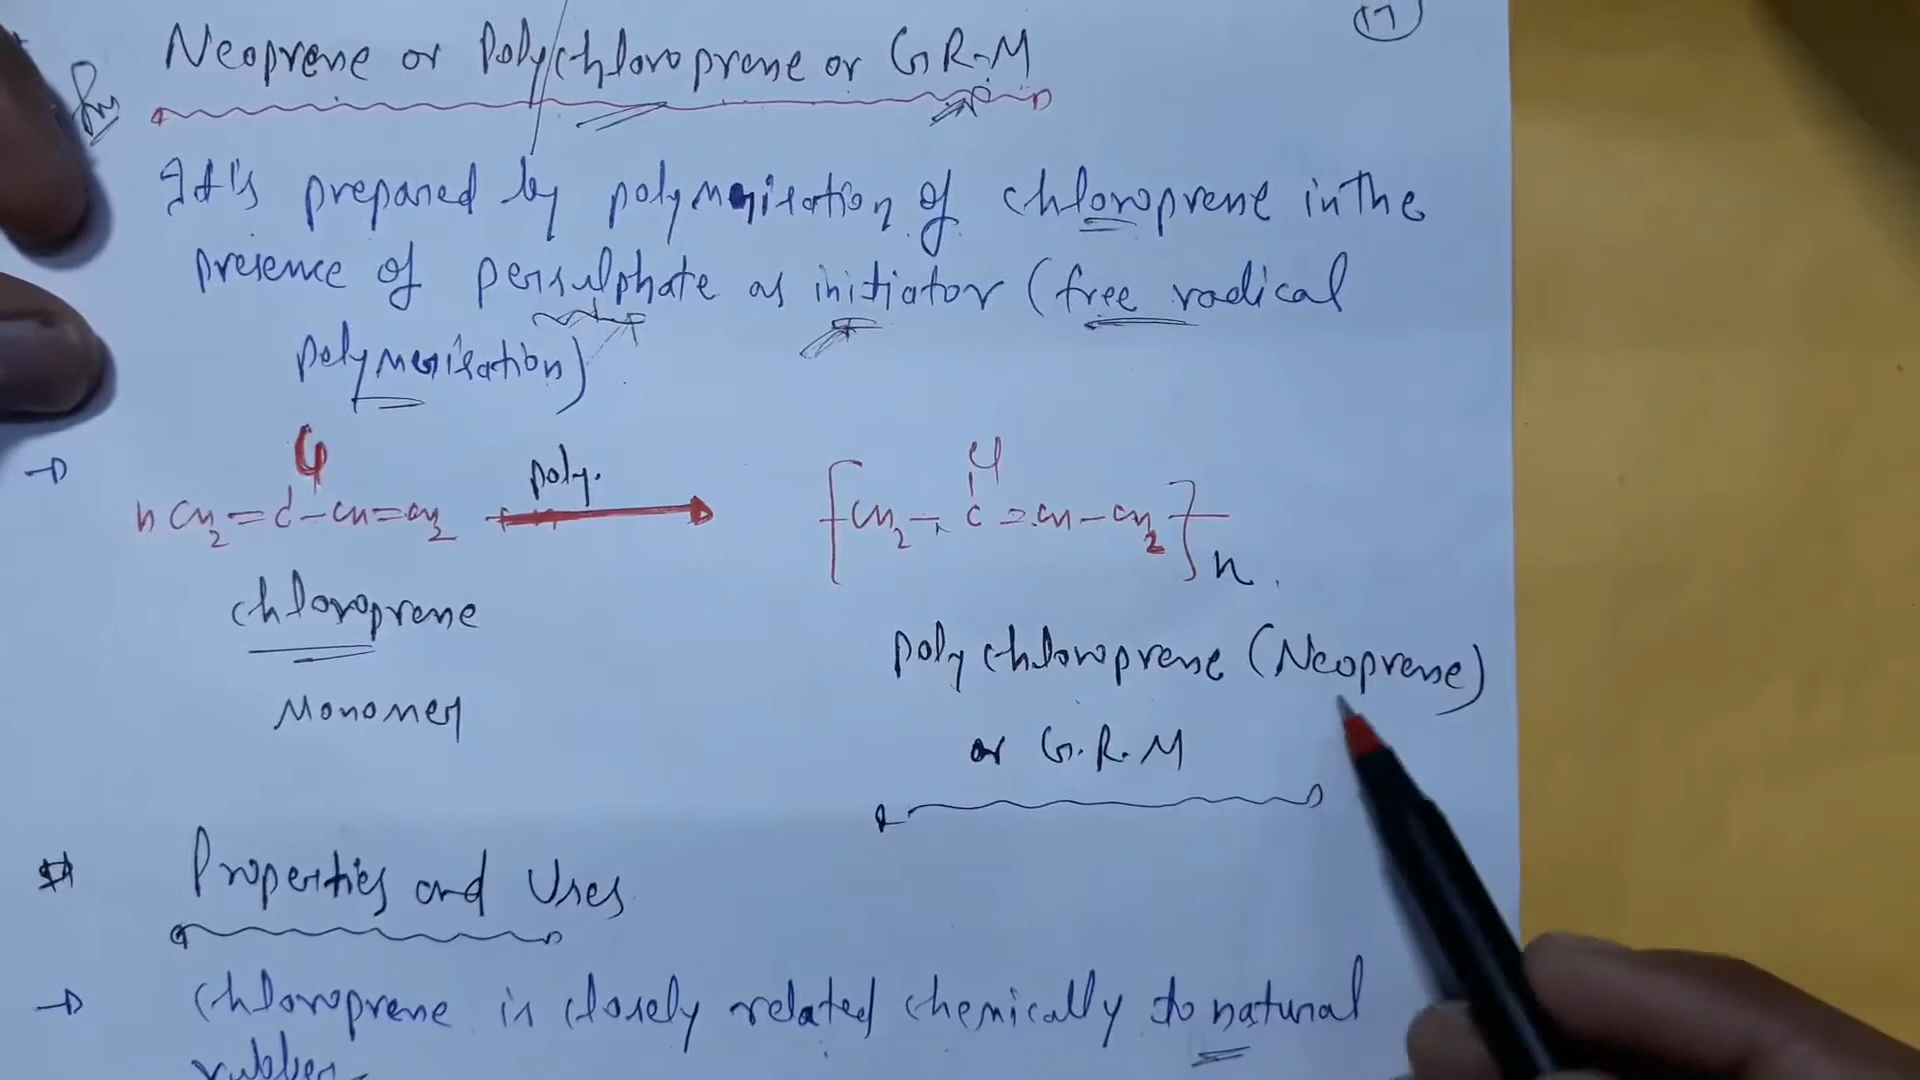 17
Neoprene or Polychloroprene or GR-M
It's prepared by polymerisation of chloroprene in the
presence of persulphate as initiator (free radical
polymerisation)
Cl
poly.
Cl
n CH2=C-CH=CH2
[CH2-C=CH-CH2]n
chloroprene
Monomer
polychloroprene (Neoprene)
or G.R.M
Properties and Uses
chloroprene is closely related chemically to natural
rubber.